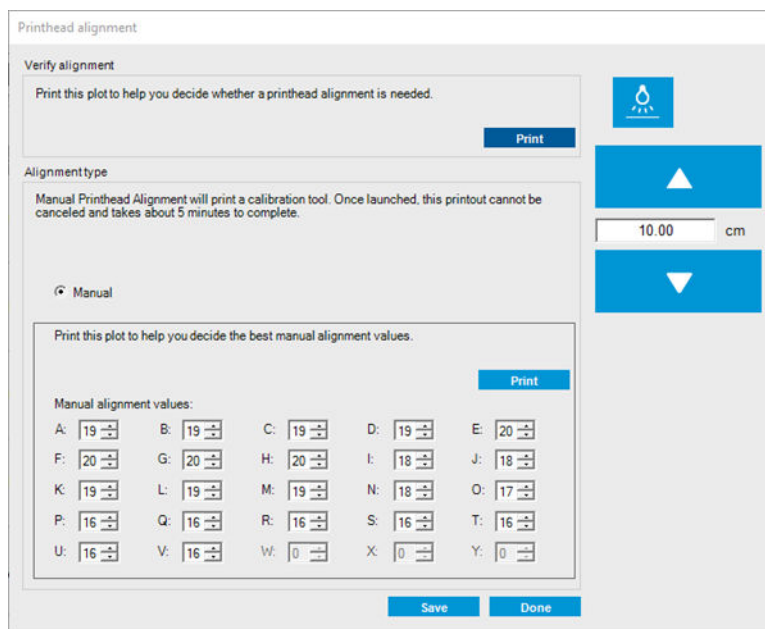 Printhead alignment
Verify alignment
Print this plot to help you decide whether a printhead alignment is needed.
Print
Alignment type
Manual Printhead Alignment will print a calibration tool. Once launched, this printout cannot be
canceled and takes about 5 minutes to complete.
10.00 cm
Manual
Print this plot to help you decide the best manual alignment values.
Print
Manual alignment values:
A: 19 B: 19 C: 19 D: 19 E: 20
F: 20 G: 20 H: 20 I: 18 J: 18
K: 19 L: 19 M: 19 N: 18 O: 17
P: 16 Q: 16 R: 16 S: 16 T: 16
U: 16 V: 16 W: 0 X: 0 Y: 0
Save Done